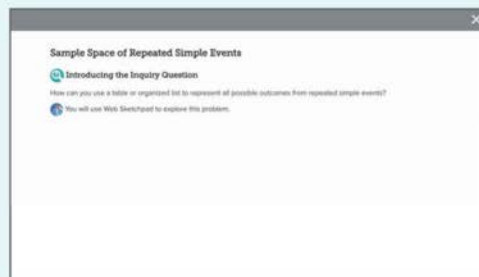 Sample Space of Repeated Simple Events
Introducing the Inquiry Question
How can you use a table or organized list to represent all possible outcomes from repeated simple events?
You will use Web Sketchpad to explore this problem.